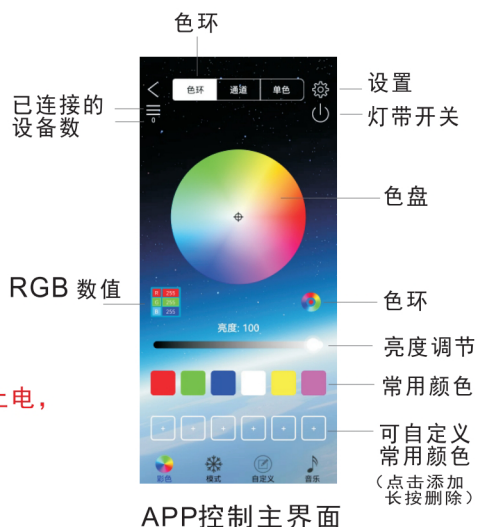 色环
色环 通道 单色
设置
已连接的
设备数
0
灯带开关
色盘
RGB 数值
R 255
G 255
B 255
色环
亮度: 100
亮度调节
常用颜色
上电,
+ + + + + +
可自定义
常用颜色
(点击添加
长按删除)
彩色 模式 自定义 音乐
APP控制主界面